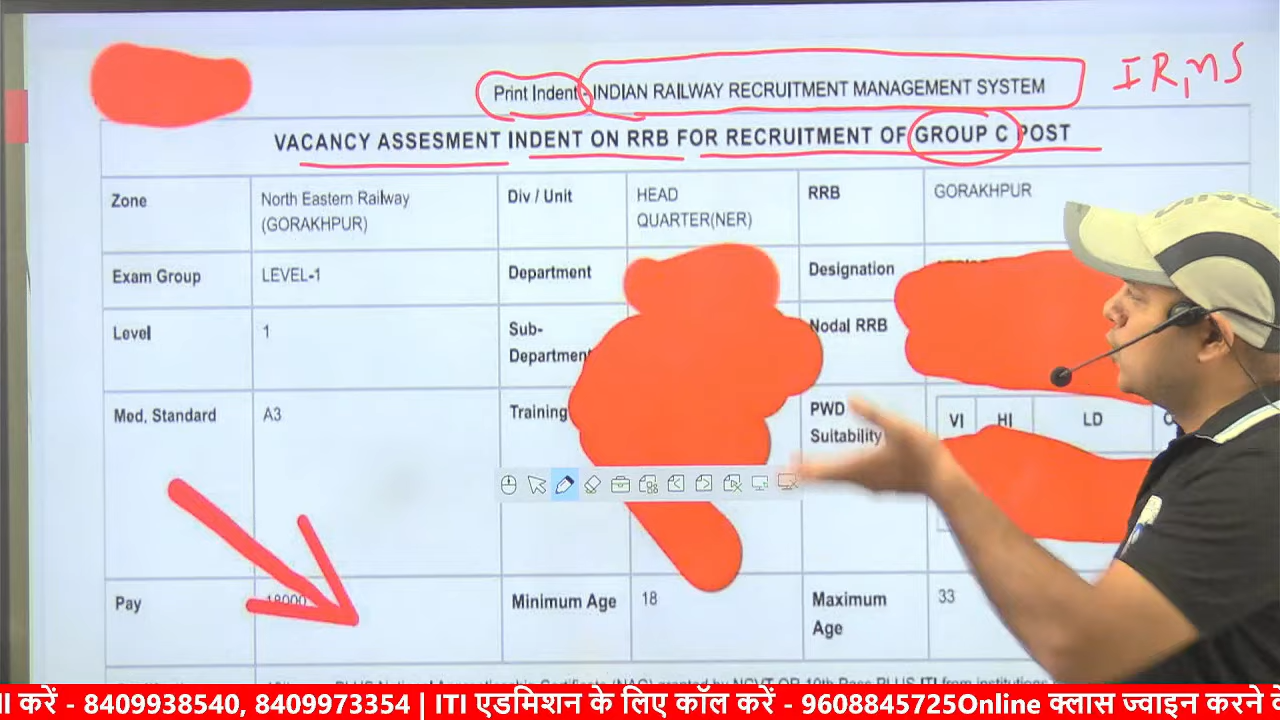 Print Indent - INDIAN RAILWAY RECRUITMENT MANAGEMENT SYSTEM
IRMS
VACANCY ASSESMENT INDENT ON RRB FOR RECRUITMENT OF GROUP C POST
Zone North Eastern Railway (GORAKHPUR) Div / Unit HEAD QUARTER(NER) RRB GORAKHPUR
Exam Group LEVEL-1 Department Designation
Level 1 Sub-Department Nodal RRB
Med. Standard A3 Training PWD Suitability VI HI LD
Pay 18000 Minimum Age 18 Maximum Age 33
करें - 8409938540, 8409973354 | ITI एडमिशन के लिए कॉल करें - 9608845725Online क्लास ज्वाइन करने